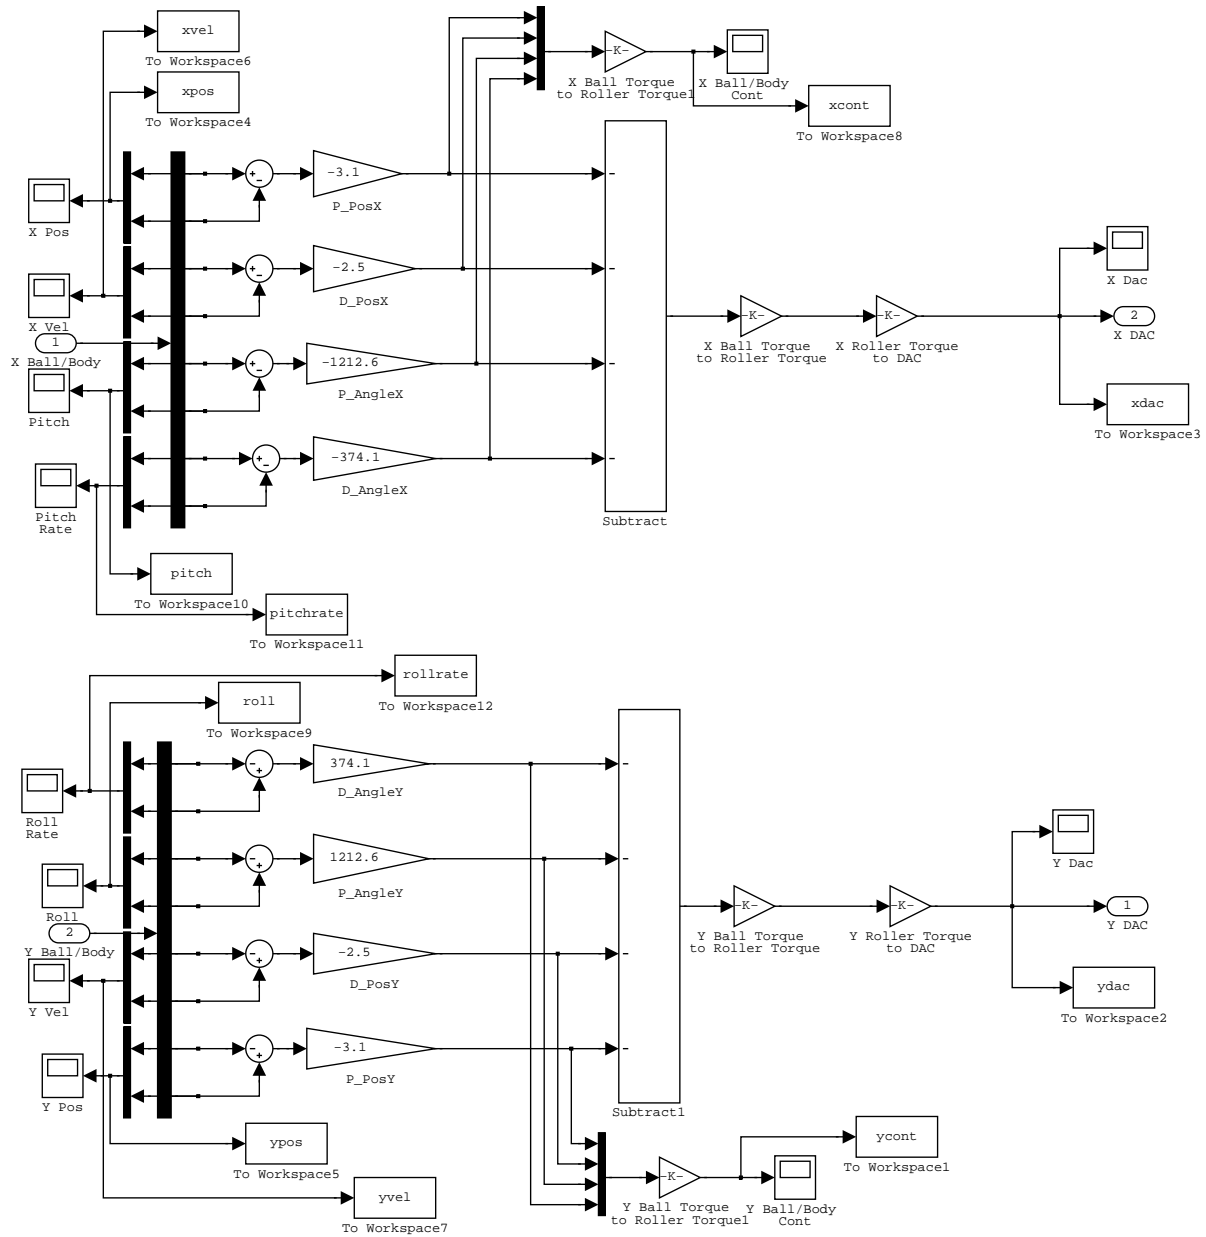 xvel
To Workspace6
xpos
To Workspace4
-K-
X Ball Torque
to Roller Torque1
X Ball/Body
Cont
xcont
To Workspace8
X Pos
+
-
-3.1
P_PosX
-
X Vel
+
-
-2.5
D_PosX
-
X Dac
1
X Ball/Body
-K-
X Ball Torque
to Roller Torque
-K-
X Roller Torque
to DAC
2
X DAC
Pitch
+
-
-1212.6
P_AngleX
-
xdac
To Workspace3
Pitch
Rate
+
-
-374.1
D_AngleX
-
Subtract
pitch
To Workspace10
pitchrate
To Workspace11
rollrate
To Workspace12
roll
To Workspace9
Roll
Rate
-
+
374.1
D_AngleY
-
Y Dac
Roll
-
+
1212.6
P_AngleY
-
2
Y Ball/Body
-K-
Y Ball Torque
to Roller Torque
-K-
Y Roller Torque
to DAC
1
Y DAC
Y Vel
-
+
-2.5
D_PosY
-
ydac
To Workspace2
Y Pos
-
+
-3.1
P_PosY
-
Subtract1
ypos
To Workspace5
yvel
To Workspace7
-K-
Y Ball Torque
to Roller Torque1
Y Ball/Body
Cont
ycont
To Workspace1